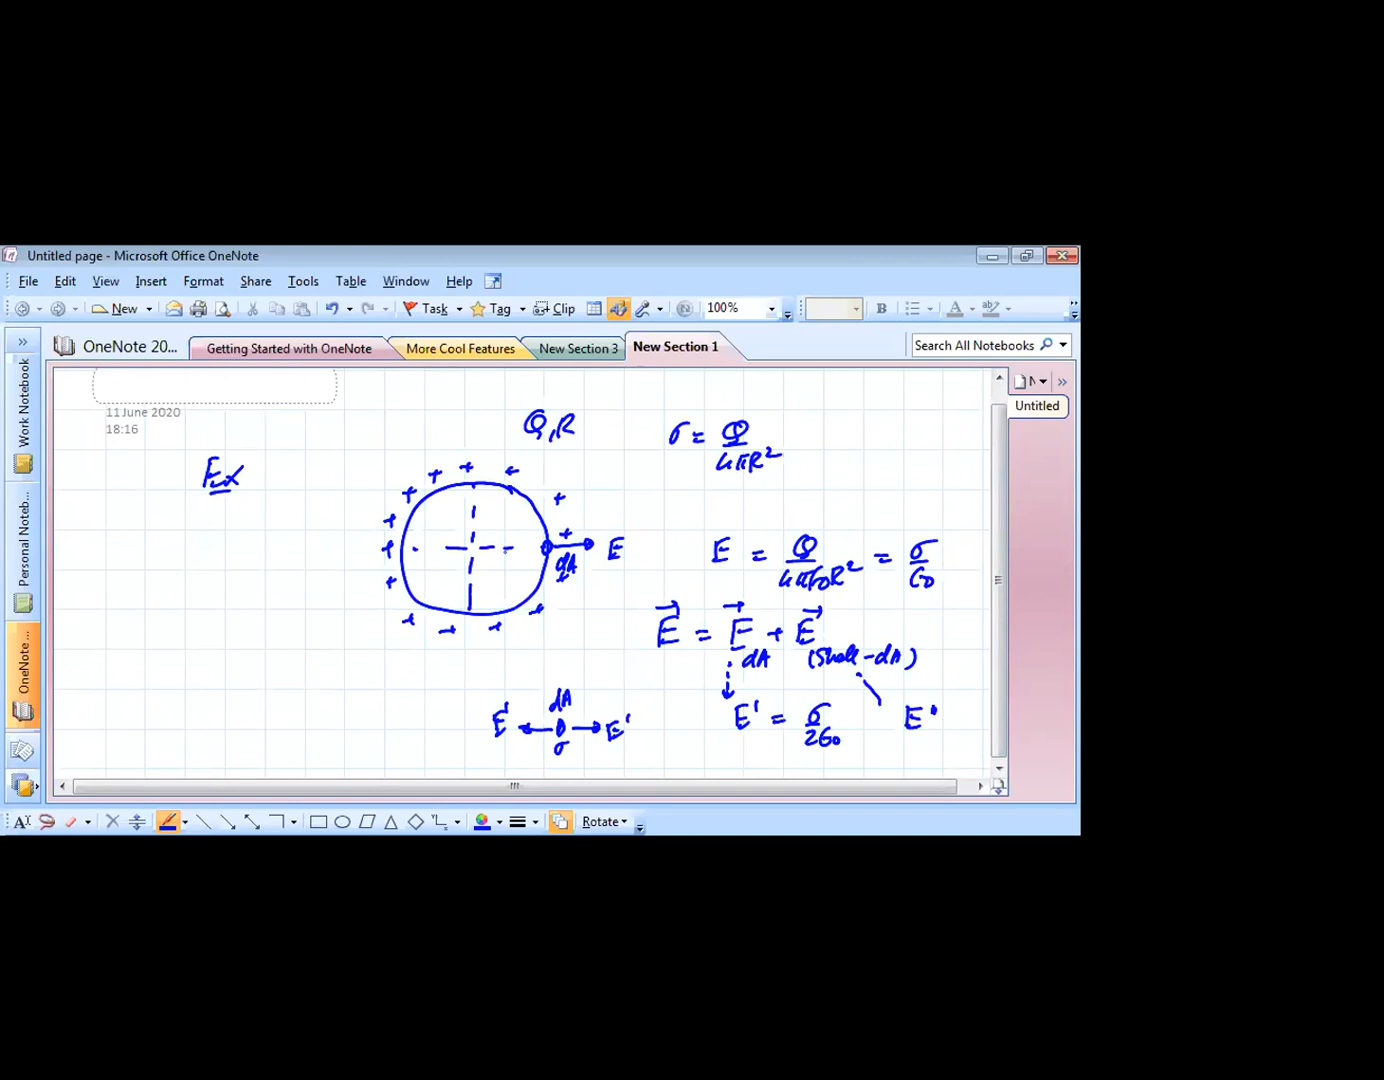 Untitled page - Microsoft Office OneNote
File Edit View Insert Format Share Tools Table Window Help
New Task Tag Clip 100% B A ab
OneNote 20... Getting Started with OneNote More Cool Features New Section 3 New Section 1 Search All Notebooks
Work Notebook
Personal Noteb...
OneNote ...
N
Untitled
11 June 2020
18:16
Q, R
σ = Q / 4πR²
Ex
+ + + + + + + + + + + + + +
dA
E
E = Q / 4πε₀R² = σ / ε₀
E⃗ = E⃗ dA + E⃗ (Shell - dA)
dA
E' E'
σ
E' = σ / 2ε₀ E"
A Rotate